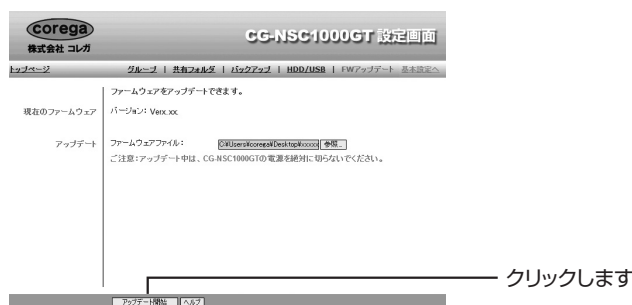 corega
株式会社 コレガ
CG-NSC1000GT 設定画面
トップページ
グループ | 共有フォルダ | バックアップ | HDD/USB | FWアップデート 基本設定へ
ファームウェアをアップデートできます。
現在のファームウェア バージョン: Verx.xx.
アップデート ファームウェアファイル: C:¥Users¥corega¥Desktop¥xxxxx 参照...
ご注意:アップデート中は、CG-NSC1000GTの電源を絶対に切らないでください。
クリックします
アップデート開始 ヘルプ